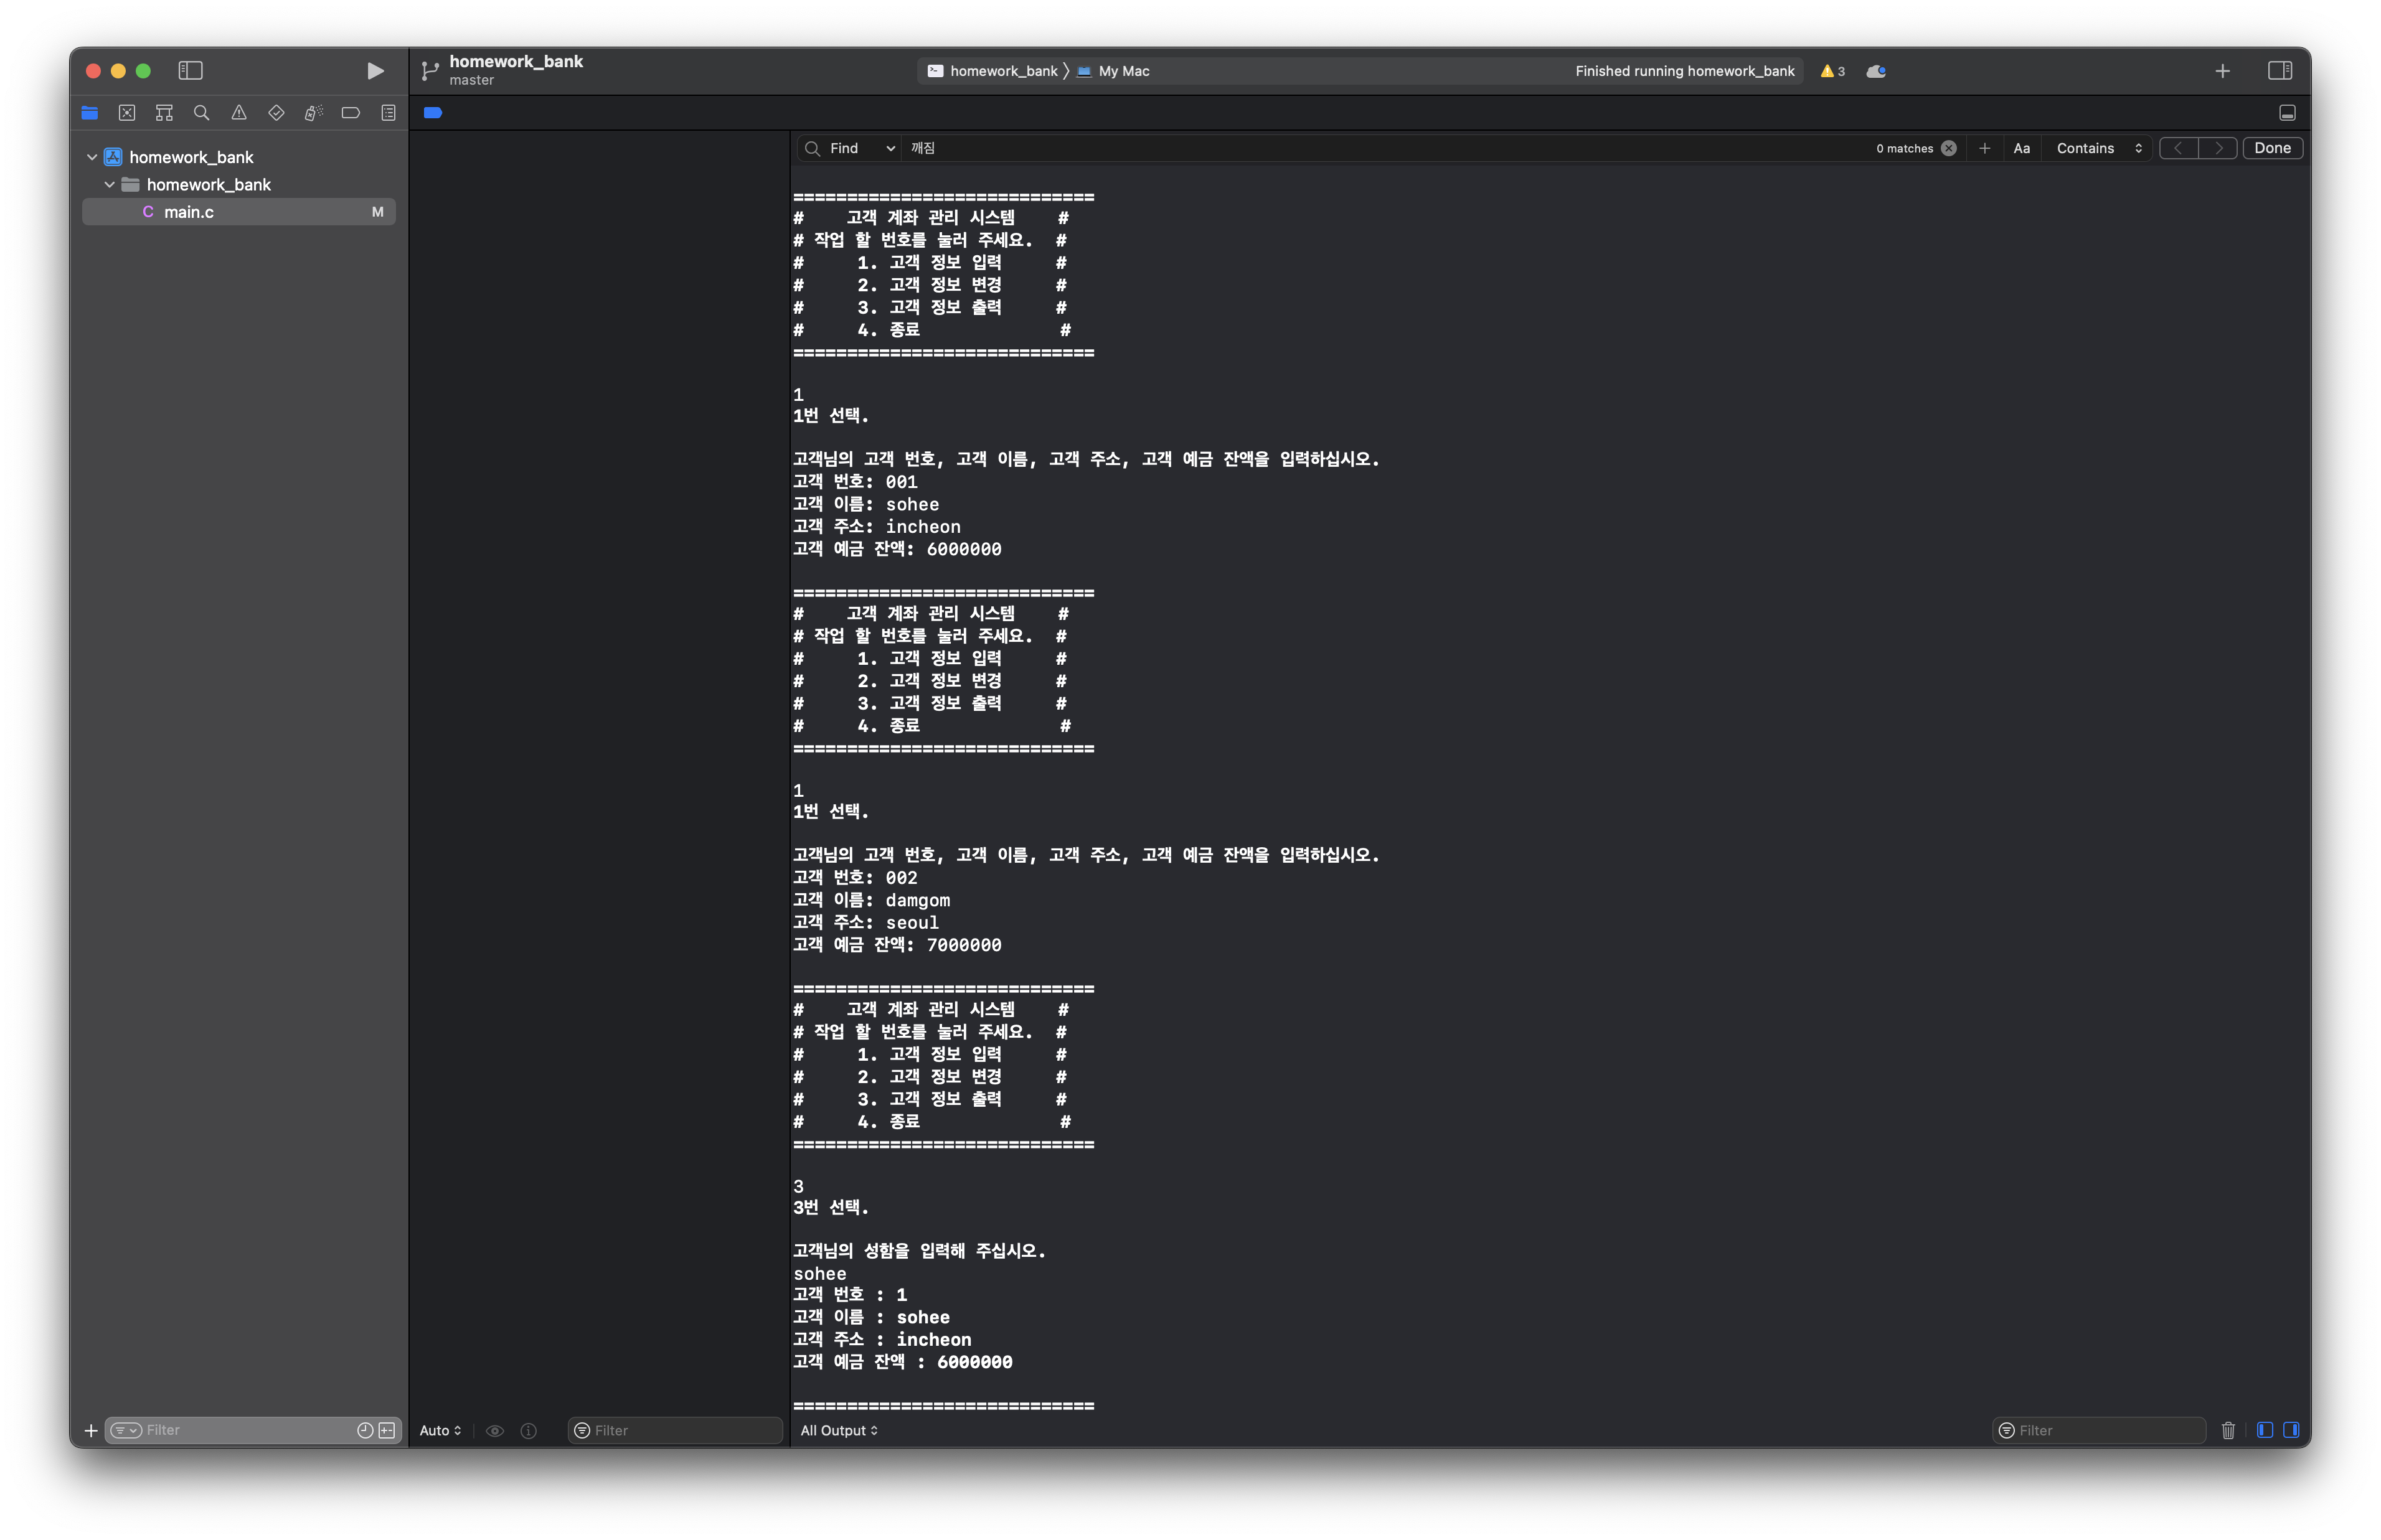 homework_bank
master
homework_bank 〉 My Mac
Finished running homework_bank
3
homework_bank
homework_bank
C main.c M
Find 깨짐 0 matches Aa Contains Done
============================
#    고객 계좌 관리 시스템    #
# 작업 할 번호를 눌러 주세요.  #
#     1. 고객 정보 입력     #
#     2. 고객 정보 변경     #
#     3. 고객 정보 출력     #
#     4. 종료             #
============================
1
1번 선택.
고객님의 고객 번호, 고객 이름, 고객 주소, 고객 예금 잔액을 입력하십시오.
고객 번호: 001
고객 이름: sohee
고객 주소: incheon
고객 예금 잔액: 6000000
============================
#    고객 계좌 관리 시스템    #
# 작업 할 번호를 눌러 주세요.  #
#     1. 고객 정보 입력     #
#     2. 고객 정보 변경     #
#     3. 고객 정보 출력     #
#     4. 종료             #
============================
1
1번 선택.
고객님의 고객 번호, 고객 이름, 고객 주소, 고객 예금 잔액을 입력하십시오.
고객 번호: 002
고객 이름: damgom
고객 주소: seoul
고객 예금 잔액: 7000000
============================
#    고객 계좌 관리 시스템    #
# 작업 할 번호를 눌러 주세요.  #
#     1. 고객 정보 입력     #
#     2. 고객 정보 변경     #
#     3. 고객 정보 출력     #
#     4. 종료             #
============================
3
3번 선택.
고객님의 성함을 입력해 주십시오.
sohee
고객 번호 : 1
고객 이름 : sohee
고객 주소 : incheon
고객 예금 잔액 : 6000000
============================
Filter
Auto
Filter
All Output
Filter